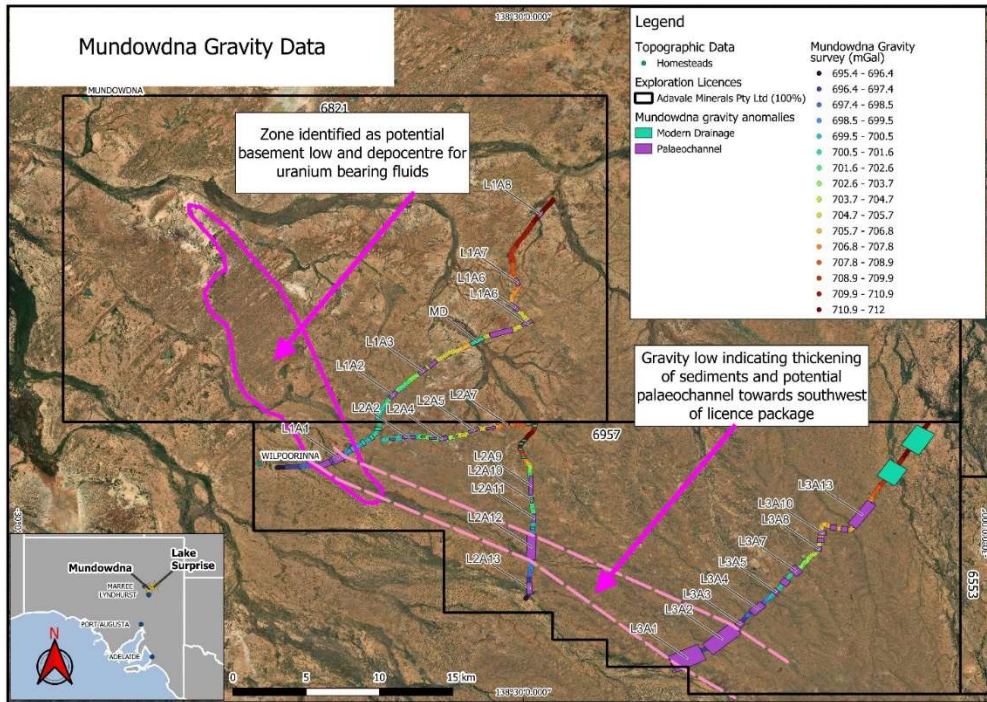 Mundowdna Gravity Data
138°30'0.000"
Legend
Topographic Data
Homesteads
Exploration Licences
Adavale Minerals Pty Ltd (100%)
Mundowdna gravity anomalies
Modern Drainage
Palaeochannel
Mundowdna Gravity
survey (mGal)
695.4 - 696.4
696.4 - 697.4
697.4 - 698.5
698.5 - 699.5
699.5 - 700.5
700.5 - 701.6
701.6 - 702.6
702.6 - 703.7
703.7 - 704.7
704.7 - 705.7
705.7 - 706.8
706.8 - 707.8
707.8 - 708.9
708.9 - 709.9
709.9 - 710.9
710.9 - 712
MUNDOWDNA
6821
Zone identified as potential
basement low and depocentre for
uranium bearing fluids
L1A8
L1A7
L1A6
L1A6
MD
L1A3
L1A2
L2A2
L2A4
L2A5
L2A7
L1A1
Gravity low indicating thickening
of sediments and potential
palaeochannel towards southwest
of licence package
6957
WILPOORINNA
L2A9
L2A10
L2A11
L2A12
L2A13
L3A13
L3A10
L3A8
L3A7
L3A5
L3A4
L3A3
L3A2
L3A1
6553
Mundowdna
Lake
Surprise
MARREE
LYNDHURST
PORT AUGUSTA
ADELAIDE
N
0 5 10 15 km
138°30'0.000"